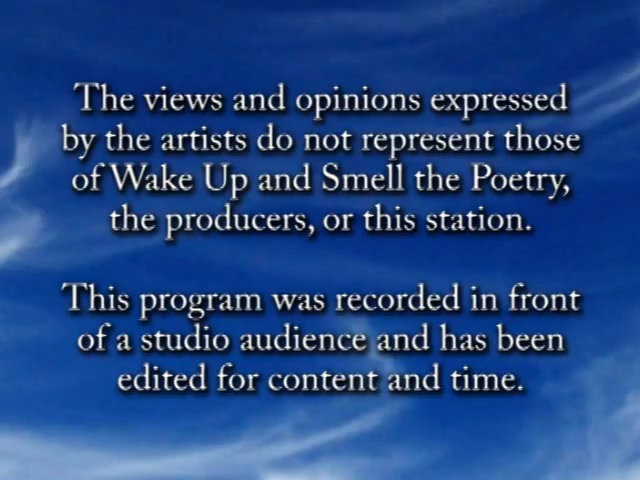 The views and opinions expressed
by the artists do not represent those
of Wake Up and Smell the Poetry,
the producers, or this station.
This program was recorded in front
of a studio audience and has been
edited for content and time.